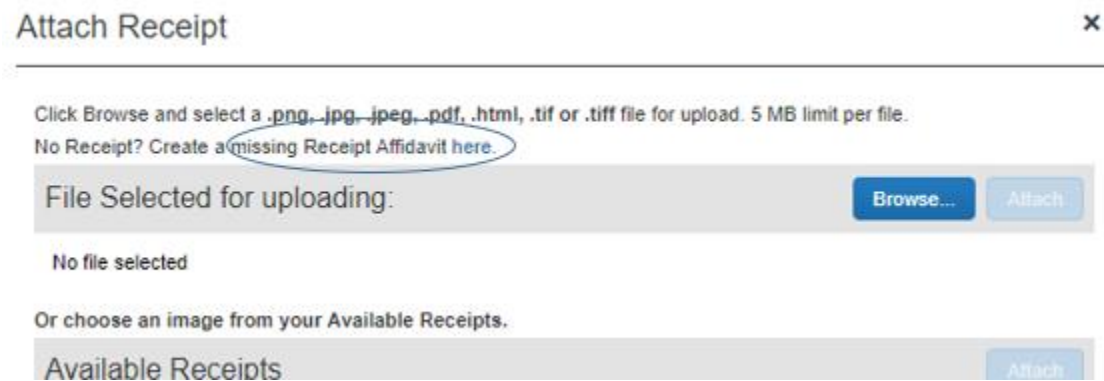 Attach Receipt ×
Click Browse and select a .png, .jpg, .jpeg, .pdf, .html, .tif or .tiff file for upload. 5 MB limit per file.
No Receipt? Create a missing Receipt Affidavit here.
File Selected for uploading: Browse... Attach
No file selected
Or choose an image from your Available Receipts.
Available Receipts Attach